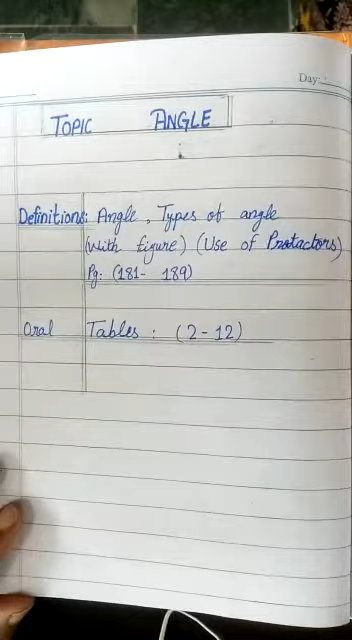 Day:
TOPIC ANGLE
Definitions: Angle, Types of angle
(with figure) (Use of Protactors)
Pg: (181- 189)
Oral Tables: (2-12)